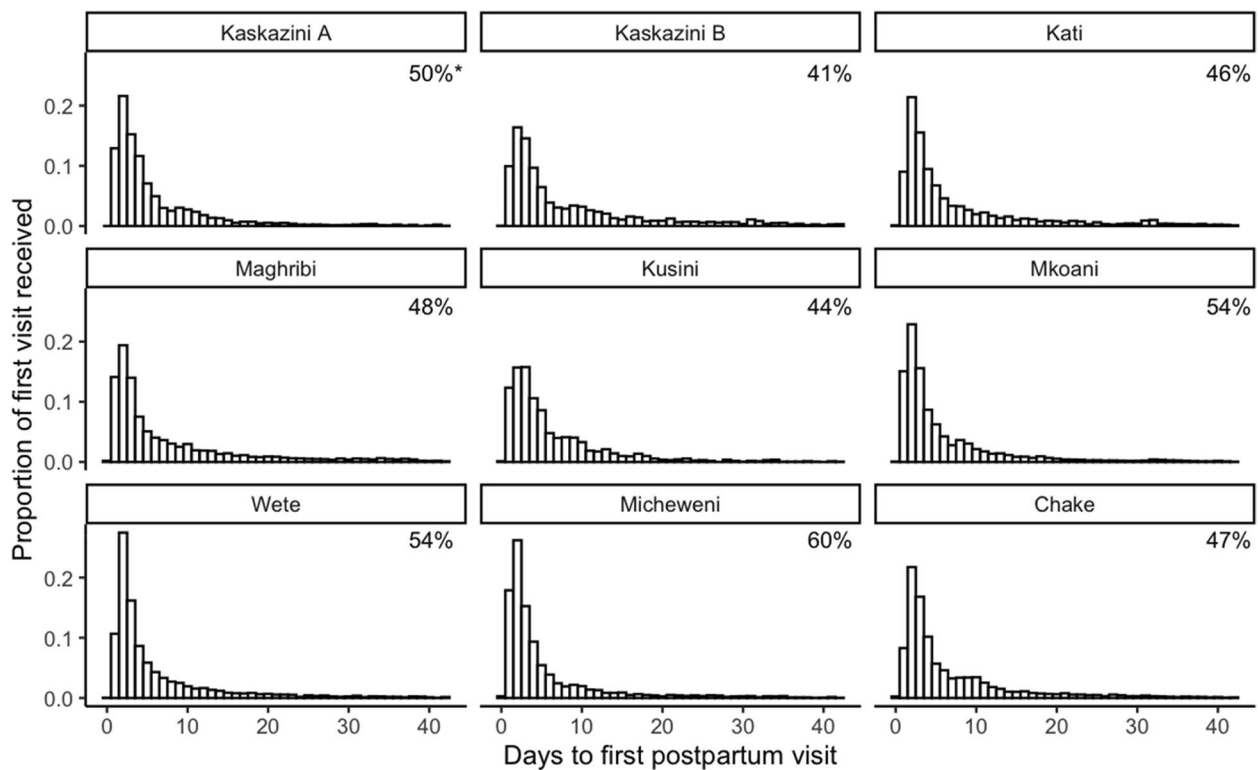 Kaskazini A
Kaskazini B
Kati
50%*
41%
46%
0.2
0.1
0.0
Maghribi
Kusini
Mkoani
48%
44%
54%
0.2
0.1
0.0
Wete
Micheweni
Chake
54%
60%
47%
0.2
0.1
0.0
0 10 20 30 40
0 10 20 30 40
0 10 20 30 40
Proportion of first visit received
Days to first postpartum visit